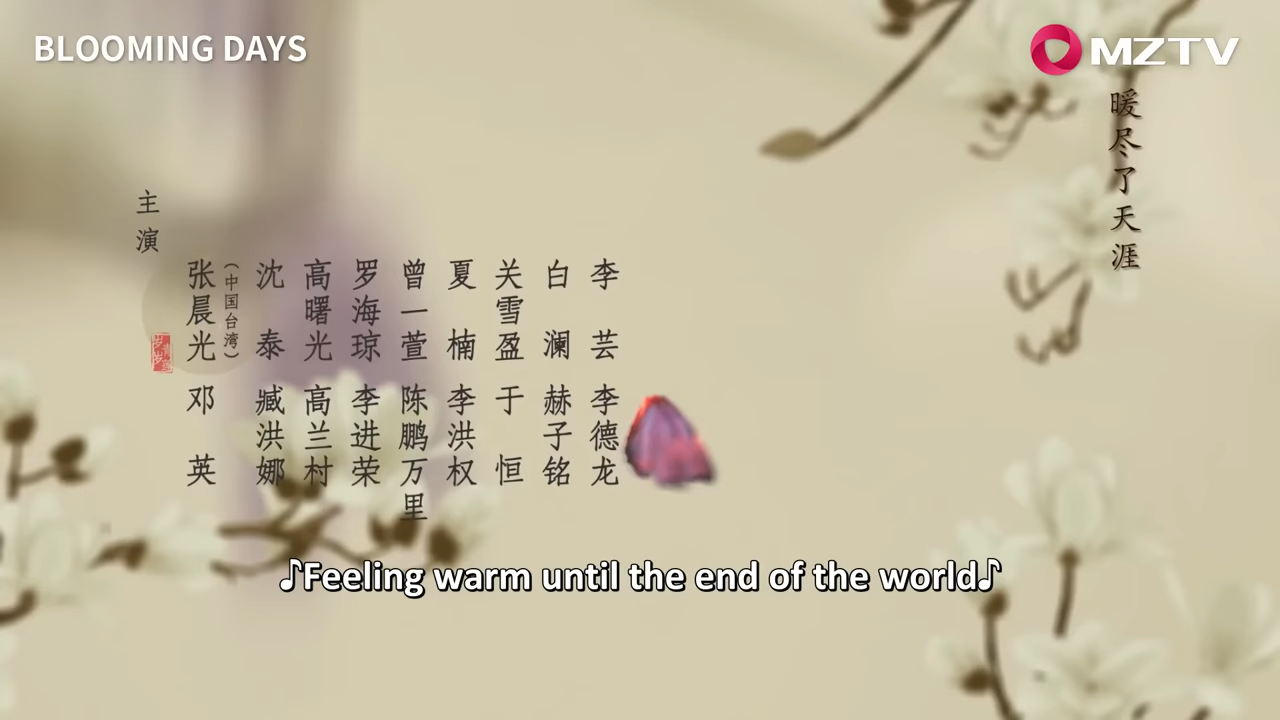 BLOOMING DAYS
MZTV
暖尽了天涯
主演
张晨光
(中国台湾)
沈泰
高曙光
罗海琼
曾一萱
夏楠
关雪盈
白澜
李芸
邓英
臧洪娜
高兰村
李进荣
陈鹏万里
李洪权
于恒
赫子铭
李德龙
♪Feeling warm until the end of the world♪